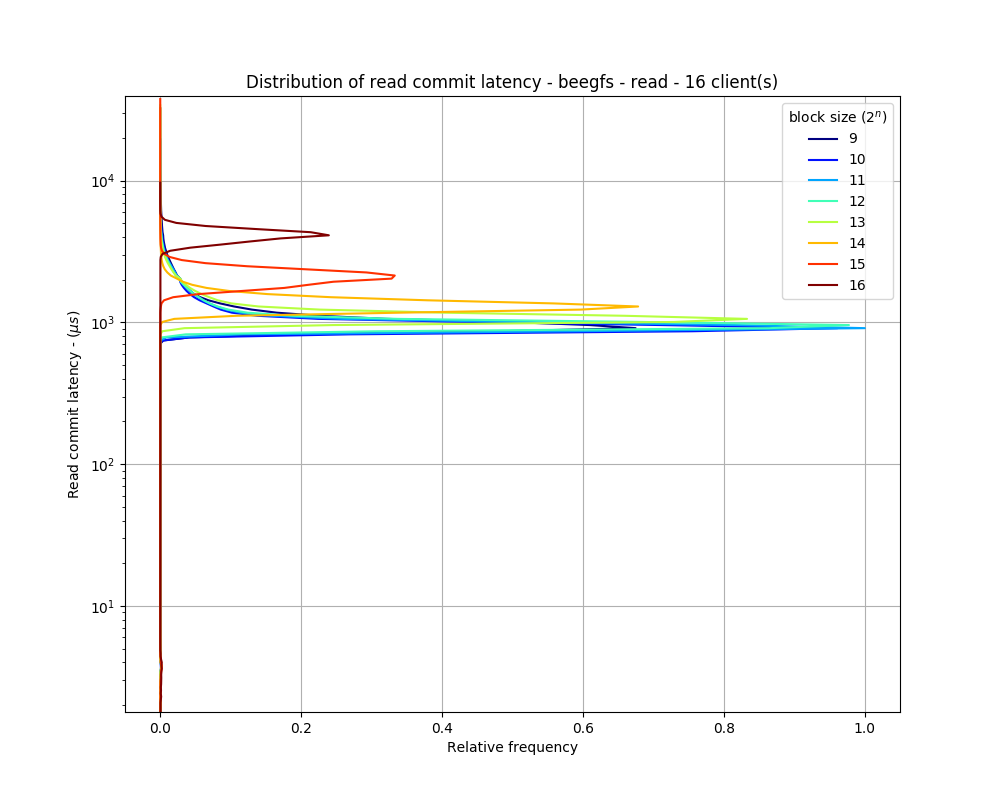 Distribution of read commit latency - beegfs - read - 16 client(s)
block size (2ⁿ)
9
10
11
12
13
14
15
16
10⁴
10³
10²
10¹
Read commit latency - (μs)
0.0 0.2 0.4 0.6 0.8 1.0
Relative frequency